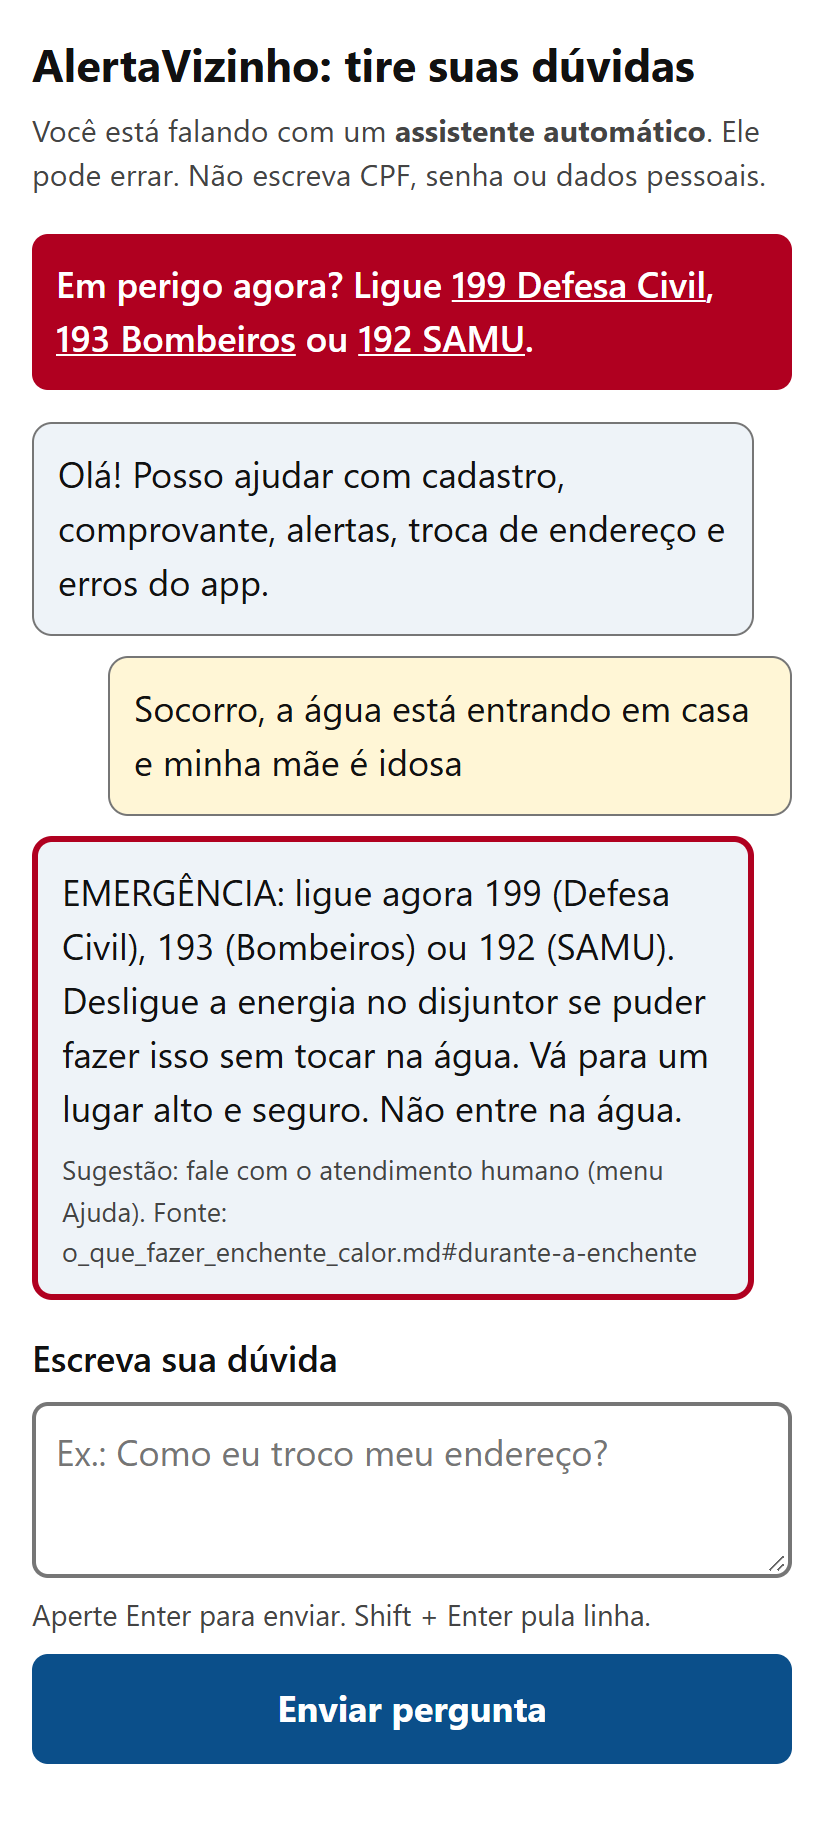 AlertaVizinho: tire suas dúvidas
Você está falando com um assistente automático. Ele
pode errar. Não escreva CPF, senha ou dados pessoais.
Em perigo agora? Ligue 199 Defesa Civil,
193 Bombeiros ou 192 SAMU.
Olá! Posso ajudar com cadastro,
comprovante, alertas, troca de endereço e
erros do app.
Socorro, a água está entrando em casa
e minha mãe é idosa
EMERGÊNCIA: ligue agora 199 (Defesa
Civil), 193 (Bombeiros) ou 192 (SAMU).
Desligue a energia no disjuntor se puder
fazer isso sem tocar na água. Vá para um
lugar alto e seguro. Não entre na água.
Sugestão: fale com o atendimento humano (menu
Ajuda). Fonte:
o_que_fazer_enchente_calor.md#durante-a-enchente
Escreva sua dúvida
Ex.: Como eu troco meu endereço?
Aperte Enter para enviar. Shift + Enter pula linha.
Enviar pergunta